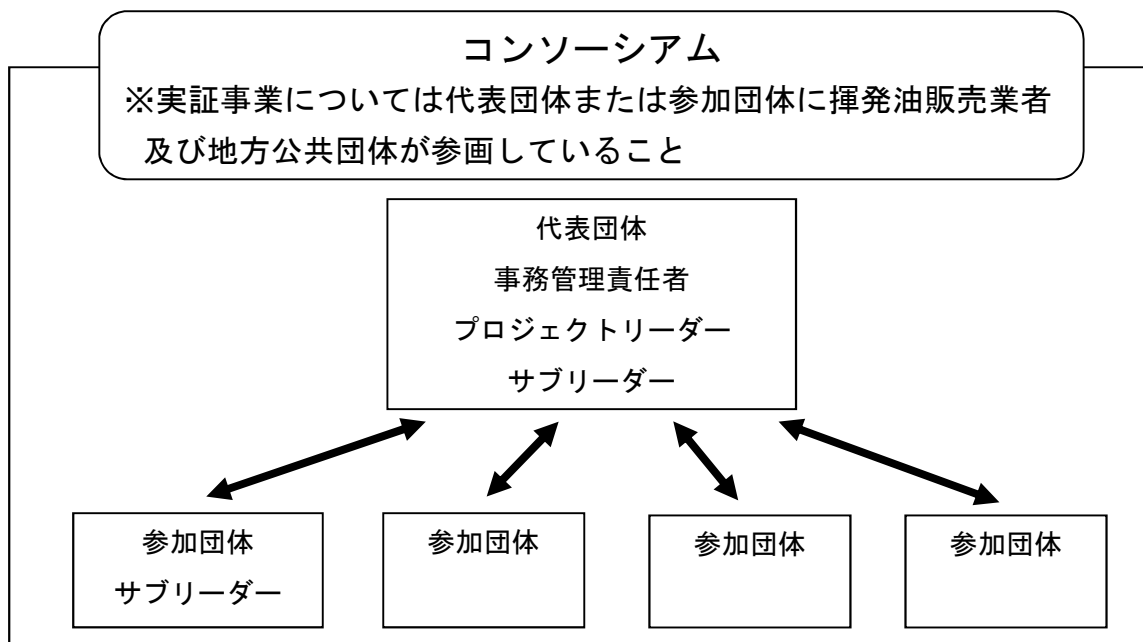 コンソーシアム
※実証事業については代表団体または参加団体に揮発油販売業者
及び地方公共団体が参画していること
代表団体
事務管理責任者
プロジェクトリーダー
サブリーダー
参加団体
サブリーダー
参加団体
参加団体
参加団体